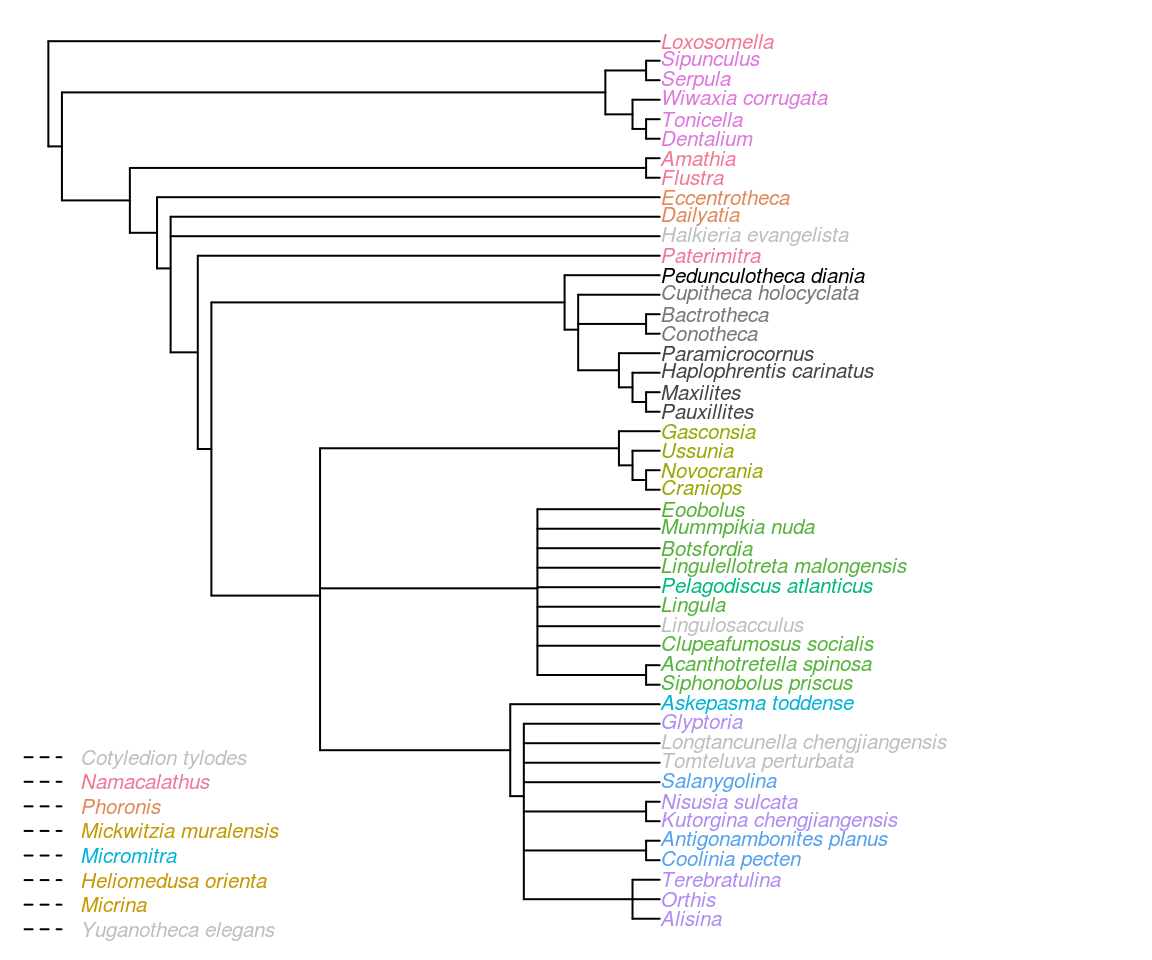 Loxosomella
Sipunculus
Serpula
Wiwaxia corrugata
Tonicella
Dentalium
Amathia
Flustra
Eccentrotheca
Dailyatia
Halkieria evangelista
Paterimitra
Pedunculotheca diania
Cupitheca holocyclata
Bactrotheca
Conotheca
Paramicrocornus
Haplophrentis carinatus
Maxilites
Pauxillites
Gasconsia
Ussunia
Novocrania
Craniops
Eoobolus
Mummpikia nuda
Botsfordia
Lingulellotreta malongensis
Pelagodiscus atlanticus
Lingula
Lingulosacculus
Clupeafumosus socialis
Acanthotretella spinosa
Siphonobolus priscus
Askepasma toddense
Glyptoria
Longtancunella chengjiangensis
Tomteluva perturbata
Salanygolina
Nisusia sulcata
Kutorgina chengjiangensis
Antigonambonites planus
Coolinia pecten
Terebratulina
Orthis
Alisina
Cotyledion tylodes
Namacalathus
Phoronis
Mickwitzia muralensis
Micromitra
Heliomedusa orienta
Micrina
Yuganotheca elegans